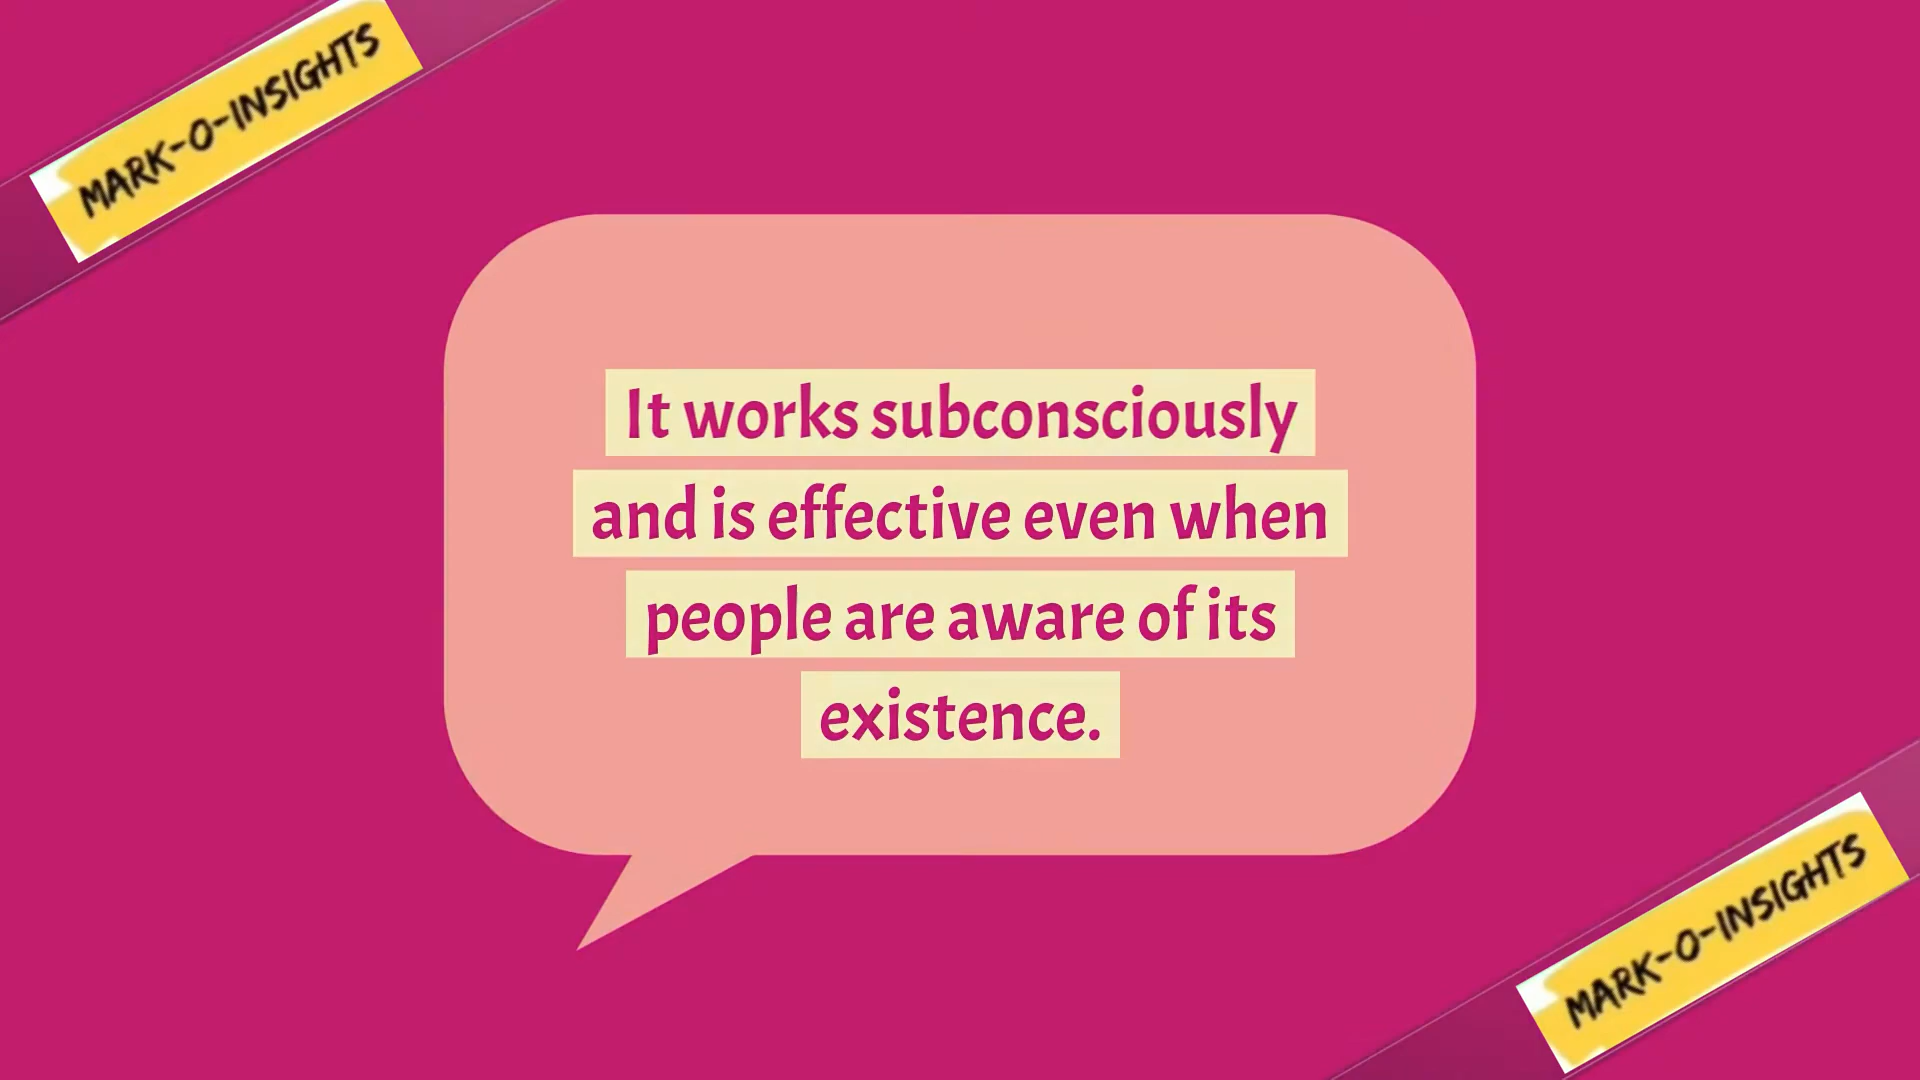 MARK-O-INSIGHTS
It works subconsciously
and is effective even when
people are aware of its
existence.
MARK-O-INSIGHTS